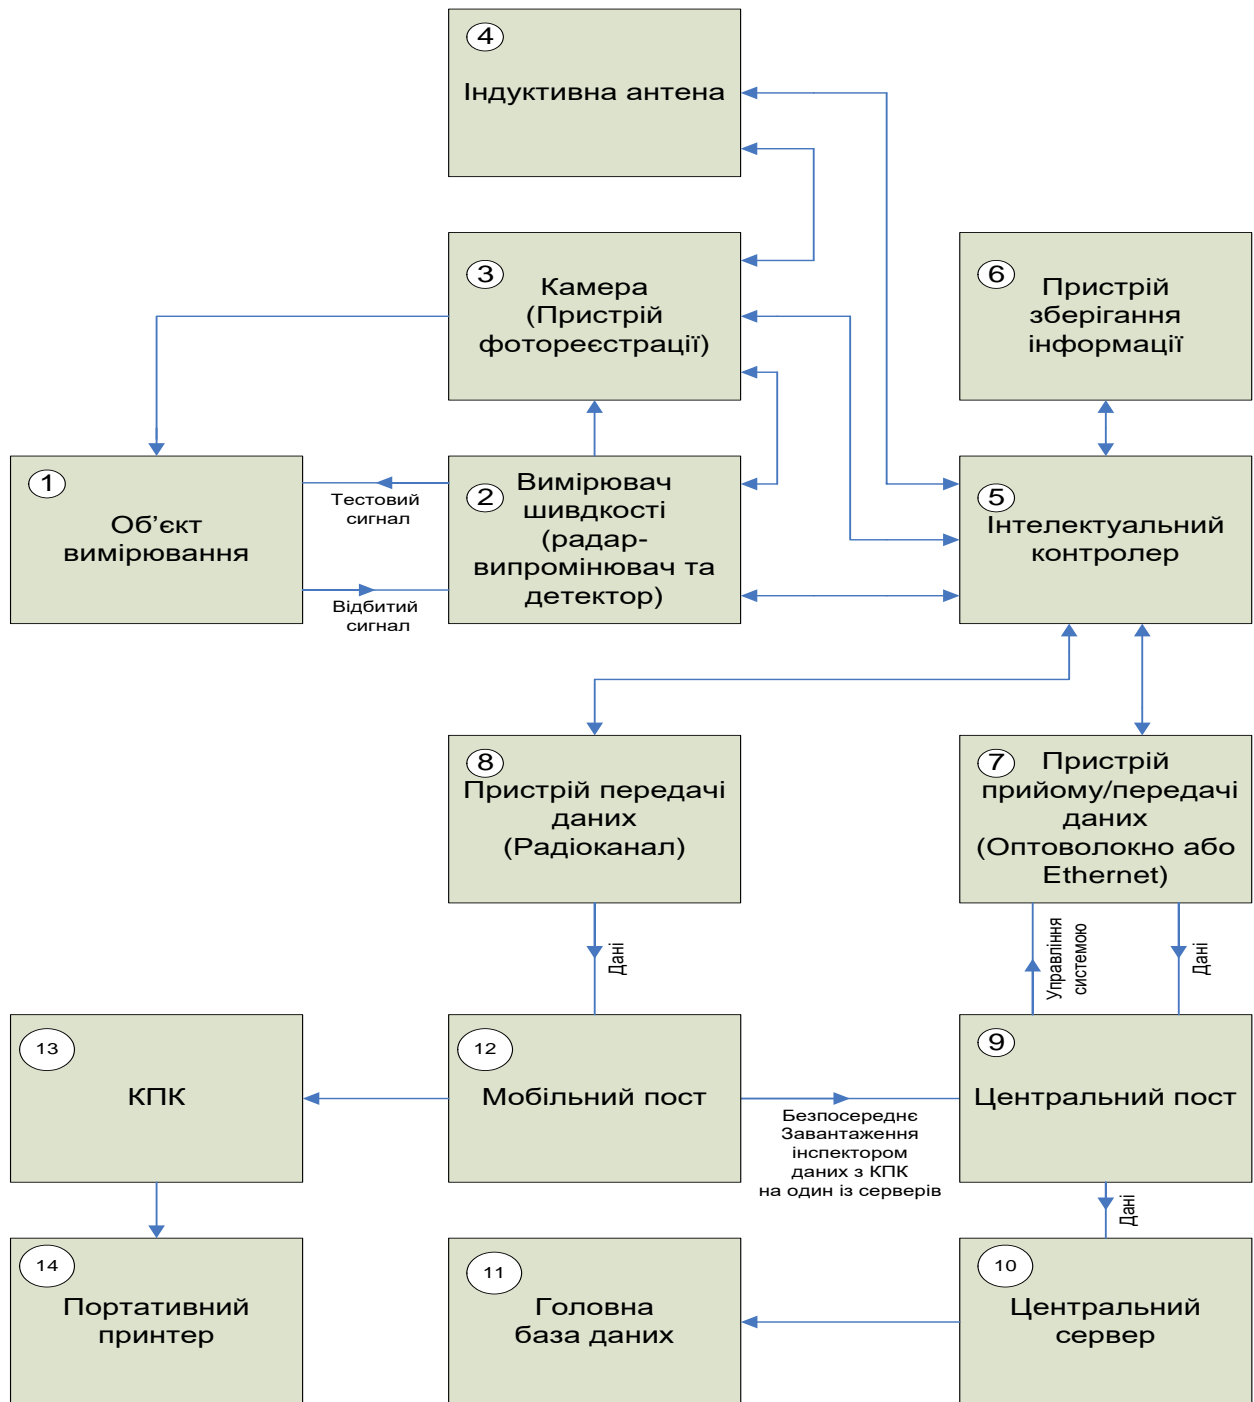 4
Індуктивна антена
3
Камера
(Пристрій
фотореєстрації)
6
Пристрій
зберігання
інформації
1
Об’єкт
вимірювання
Тестовий
сигнал
Відбитий
сигнал
2
Вимірювач
шивдкості
(радар-
випромінювач та
детектор)
5
Інтелектуальний
контролер
8
Пристрій передачі
даних
(Радіоканал)
7
Пристрій
прийому/передачі
даних
(Оптоволокно або
Ethernet)
Дані
Управління
системою
Дані
13
КПК
12
Мобільний пост
Безпосереднє
Завантаження
інспектором
даних з КПК
на один із серверів
9
Центральний пост
Дані
14
Портативний
принтер
11
Головна
база даних
10
Центральний
сервер